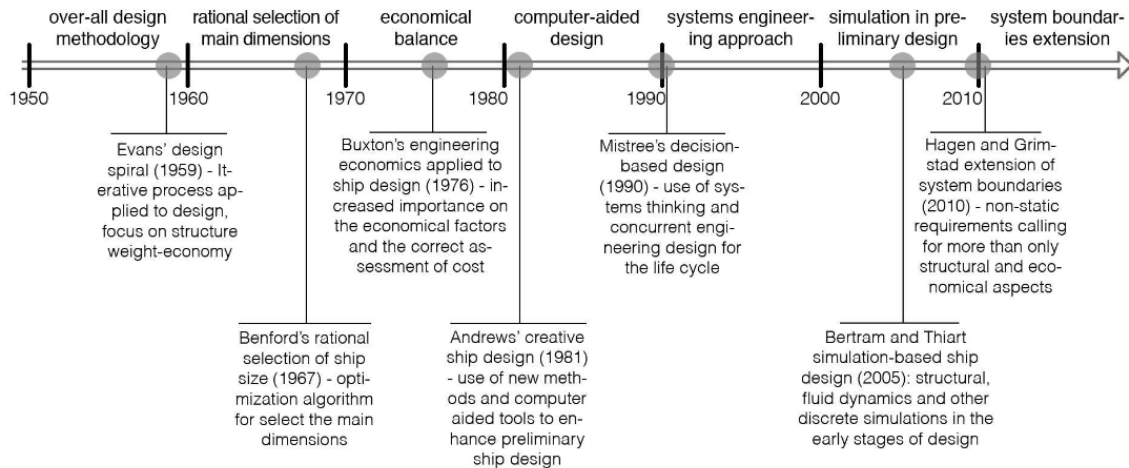 over-all design
methodology
rational selection of
main dimensions
economical
balance
computer-aided
design
systems engineer-
ing approach
simulation in pre-
liminary design
system boundar-
ies extension
1950
1960
1970
1980
1990
2000
2010
Evans' design
spiral (1959) - It-
erative process ap-
plied to design,
focus on structure
weight-economy
Buxton's engineering
economics applied to
ship design (1976) - in-
creased importance on
the economical factors
and the correct as-
sessment of cost
Mistree's decision-
based design
(1990) - use of sys-
tems thinking and
concurrent engi-
neering design for
the life cycle
Hagen and Grim-
stad extension of
system boundaries
(2010) - non-static
requirements calling
for more than only
structural and eco-
nomical aspects
Benford's rational
selection of ship
size (1967) - opti-
mization algorithm
for select the main
dimensions
Andrews' creative
ship design (1981)
- use of new meth-
ods and computer
aided tools to en-
hance preliminary
ship design
Bertram and Thiart
simulation-based ship
design (2005): structural,
fluid dynamics and other
discrete simulations in the
early stages of design